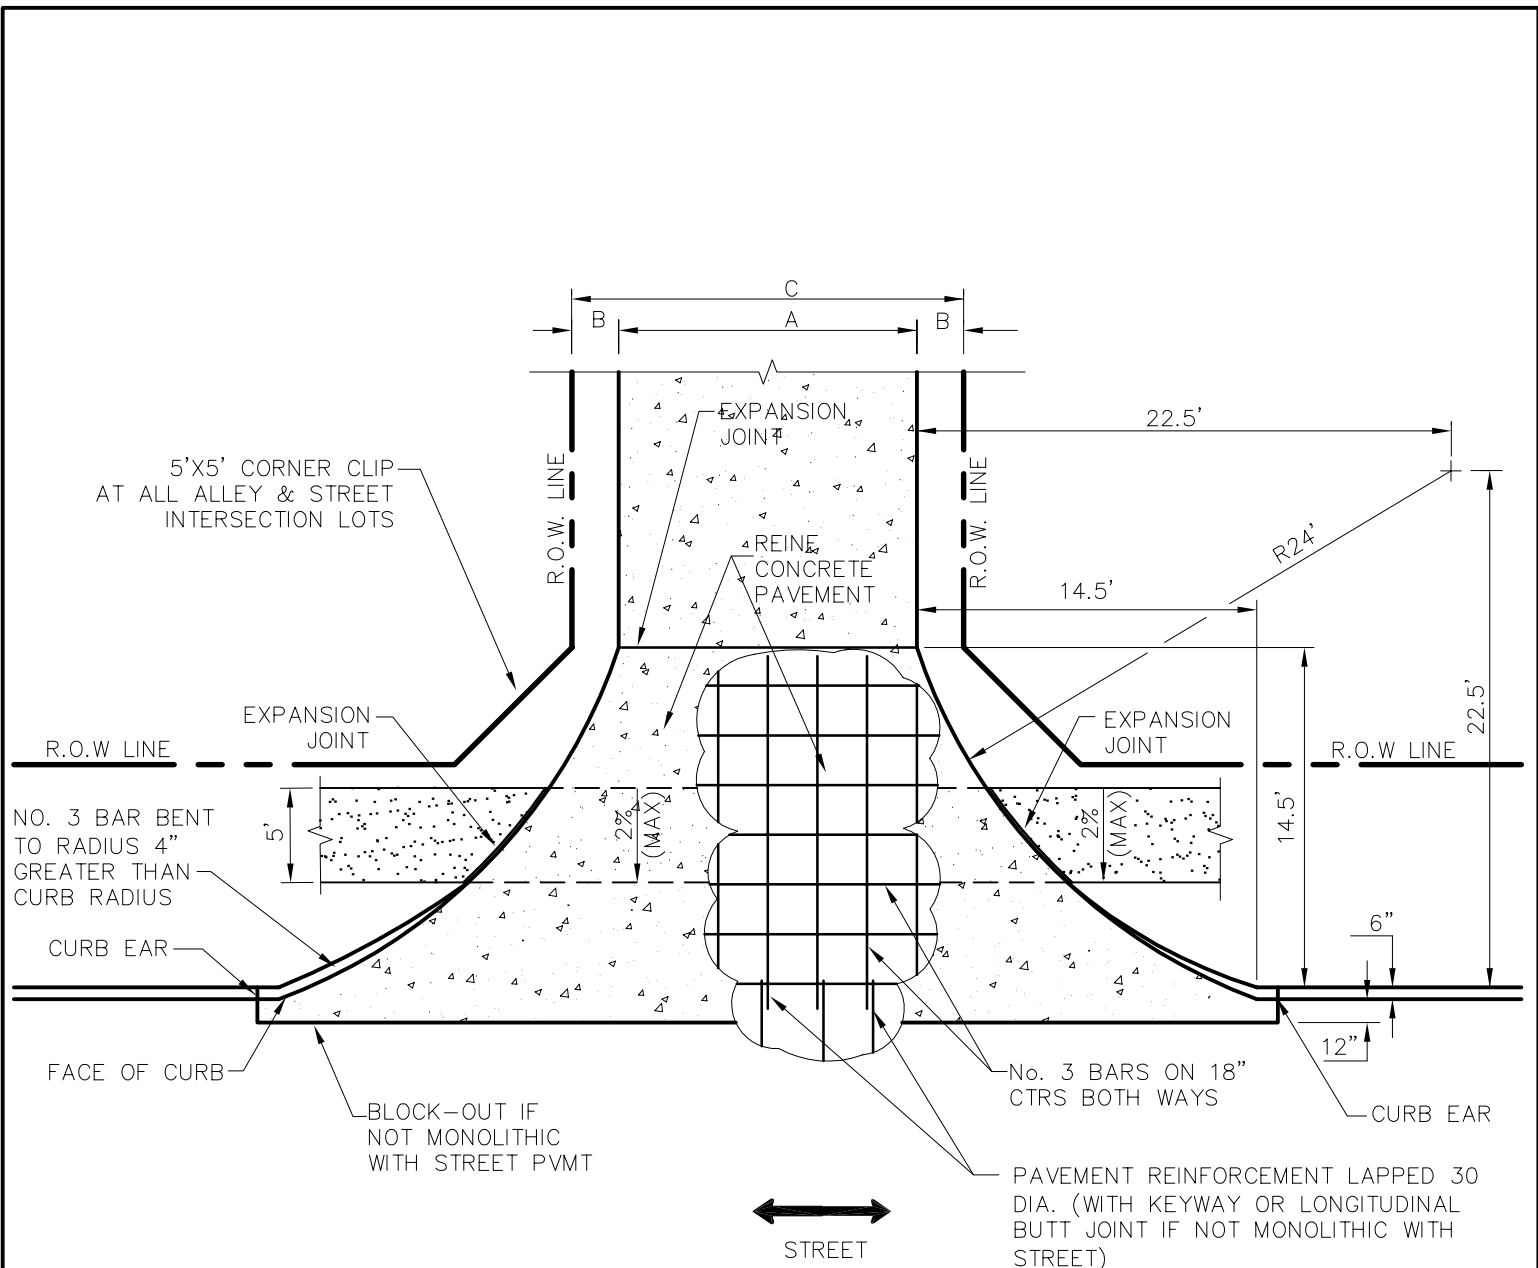 C
B
A
B
EXPANSION
JOINT
22.5'
5'X5' CORNER CLIP
AT ALL ALLEY & STREET
INTERSECTION LOTS
R.O.W. LINE
R.O.W. LINE
REINF
CONCRETE
PAVEMENT
R24'
14.5'
EXPANSION
JOINT
EXPANSION
JOINT
22.5'
R.O.W LINE
R.O.W LINE
NO. 3 BAR BENT
TO RADIUS 4"
GREATER THAN
CURB RADIUS
5'
2%
(MAX)
2%
(MAX)
14.5'
CURB EAR
6"
12"
FACE OF CURB
No. 3 BARS ON 18"
CTRS BOTH WAYS
BLOCK-OUT IF
NOT MONOLITHIC
WITH STREET PVMT
CURB EAR
PAVEMENT REINFORCEMENT LAPPED 30
DIA. (WITH KEYWAY OR LONGITUDINAL
BUTT JOINT IF NOT MONOLITHIC WITH
STREET)
STREET